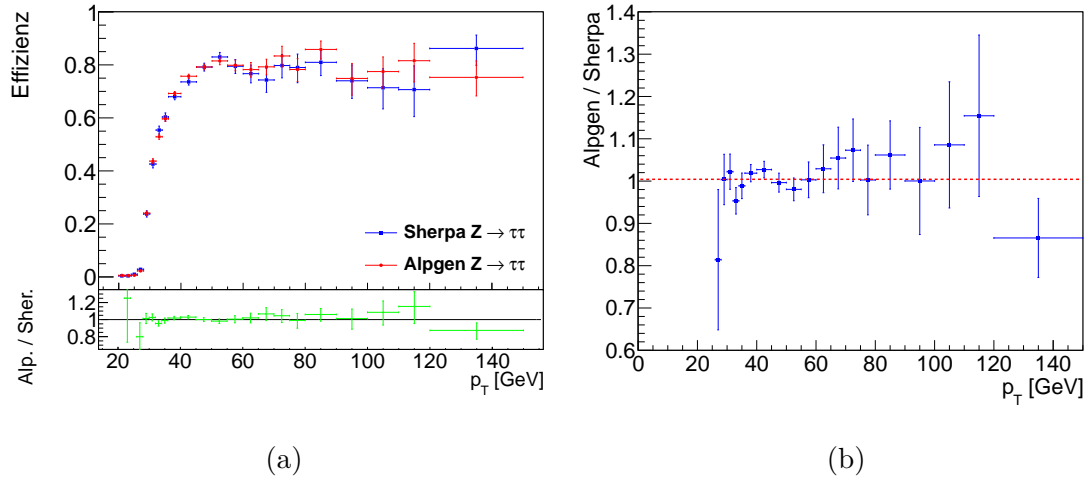 Effizienz
1
0.8
0.6
0.4
0.2
0
Sherpa Z → ττ
Alpgen Z → ττ
Alp. / Sher.
1.2
1
0.8
20 40 60 80 100 120 140
p_T [GeV]
(a)
Alpgen / Sherpa
1.4
1.3
1.2
1.1
1
0.9
0.8
0.7
0.6
0 20 40 60 80 100 120 140
p_T [GeV]
(b)